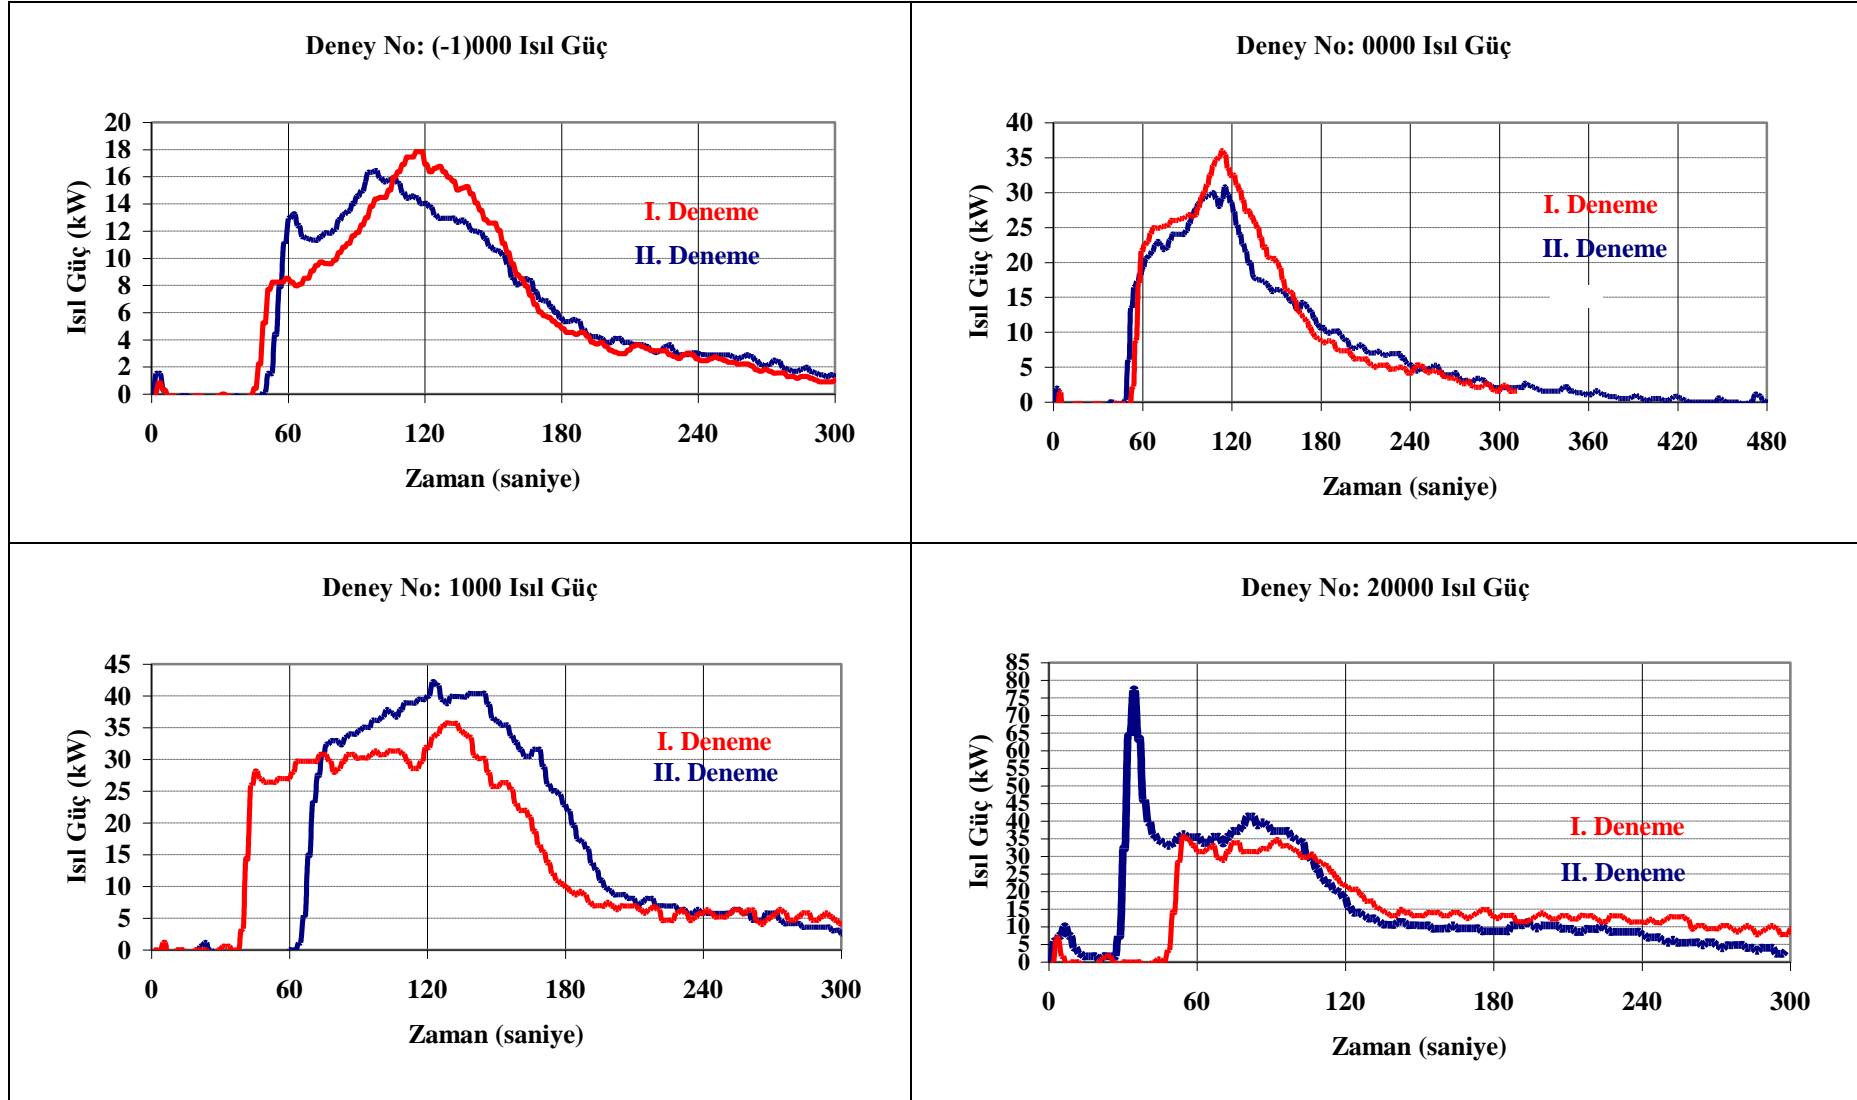 Deney No: (-1)000 Isıl Güç
20
18
16
14
12
10
8
6
4
2
0
Isıl Güç (kW)
I. Deneme
II. Deneme
0 60 120 180 240 300
Zaman (saniye)
Deney No: 0000 Isıl Güç
40
35
30
25
20
15
10
5
0
Isıl Güç (kW)
I. Deneme
II. Deneme
0 60 120 180 240 300 360 420 480
Zaman (saniye)
Deney No: 1000 Isıl Güç
45
40
35
30
25
20
15
10
5
0
Isıl Güç (kW)
I. Deneme
II. Deneme
0 60 120 180 240 300
Zaman (saniye)
Deney No: 20000 Isıl Güç
85
80
75
70
65
60
55
50
45
40
35
30
25
20
15
10
5
0
Isıl Güç (kW)
I. Deneme
II. Deneme
0 60 120 180 240 300
Zaman (saniye)